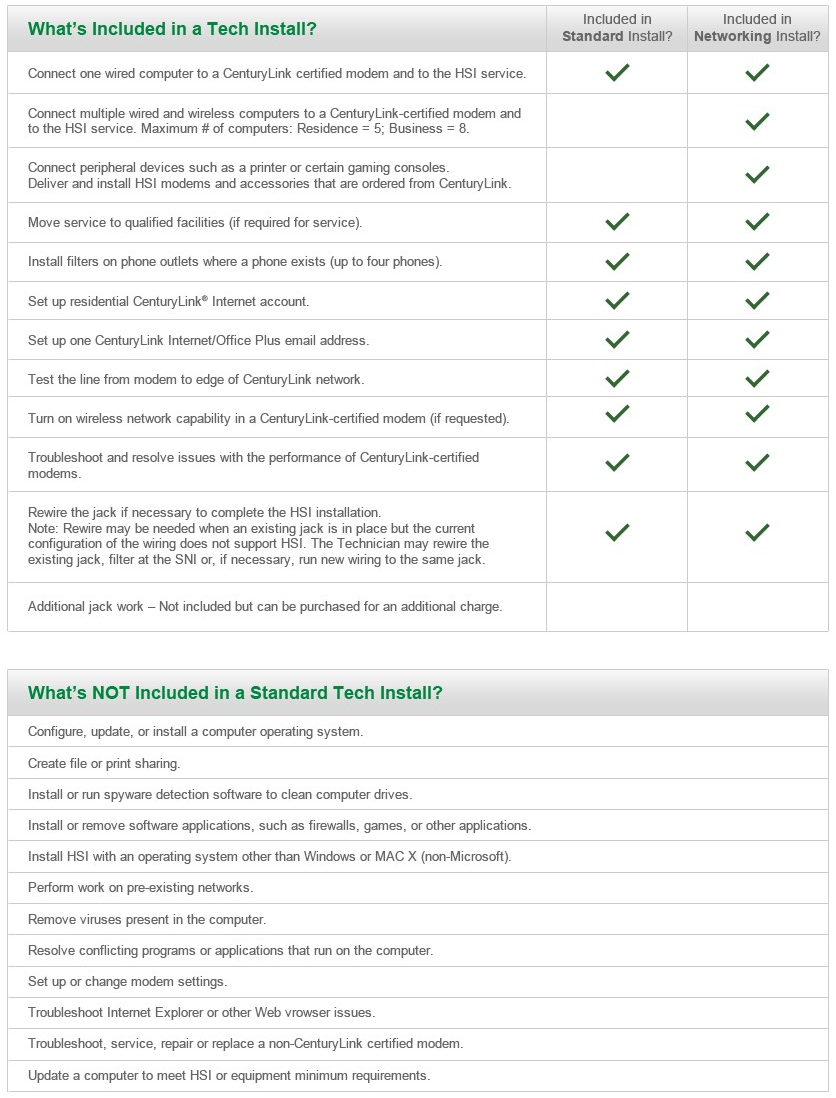 What's Included in a Tech Install?
Included in
Standard Install?
Included in
Networking Install?
Connect one wired computer to a CenturyLink certified modem and to the HSI service.
Connect multiple wired and wireless computers to a CenturyLink-certified modem and
to the HSI service. Maximum # of computers: Residence = 5; Business = 8.
Connect peripheral devices such as a printer or certain gaming consoles.
Deliver and install HSI modems and accessories that are ordered from CenturyLink.
Move service to qualified facilities (if required for service).
Install filters on phone outlets where a phone exists (up to four phones).
Set up residential CenturyLink® Internet account.
Set up one CenturyLink Internet/Office Plus email address.
Test the line from modem to edge of CenturyLink network.
Turn on wireless network capability in a CenturyLink-certified modem (if requested).
Troubleshoot and resolve issues with the performance of CenturyLink-certified
modems.
Rewire the jack if necessary to complete the HSI installation.
Note: Rewire may be needed when an existing jack is in place but the current
configuration of the wiring does not support HSI. The Technician may rewire the
existing jack, filter at the SNI or, if necessary, run new wiring to the same jack.
Additional jack work – Not included but can be purchased for an additional charge.
What's NOT Included in a Standard Tech Install?
Configure, update, or install a computer operating system.
Create file or print sharing.
Install or run spyware detection software to clean computer drives.
Install or remove software applications, such as firewalls, games, or other applications.
Install HSI with an operating system other than Windows or MAC X (non-Microsoft).
Perform work on pre-existing networks.
Remove viruses present in the computer.
Resolve conflicting programs or applications that run on the computer.
Set up or change modem settings.
Troubleshoot Internet Explorer or other Web vrowser issues.
Troubleshoot, service, repair or replace a non-CenturyLink certified modem.
Update a computer to meet HSI or equipment minimum requirements.